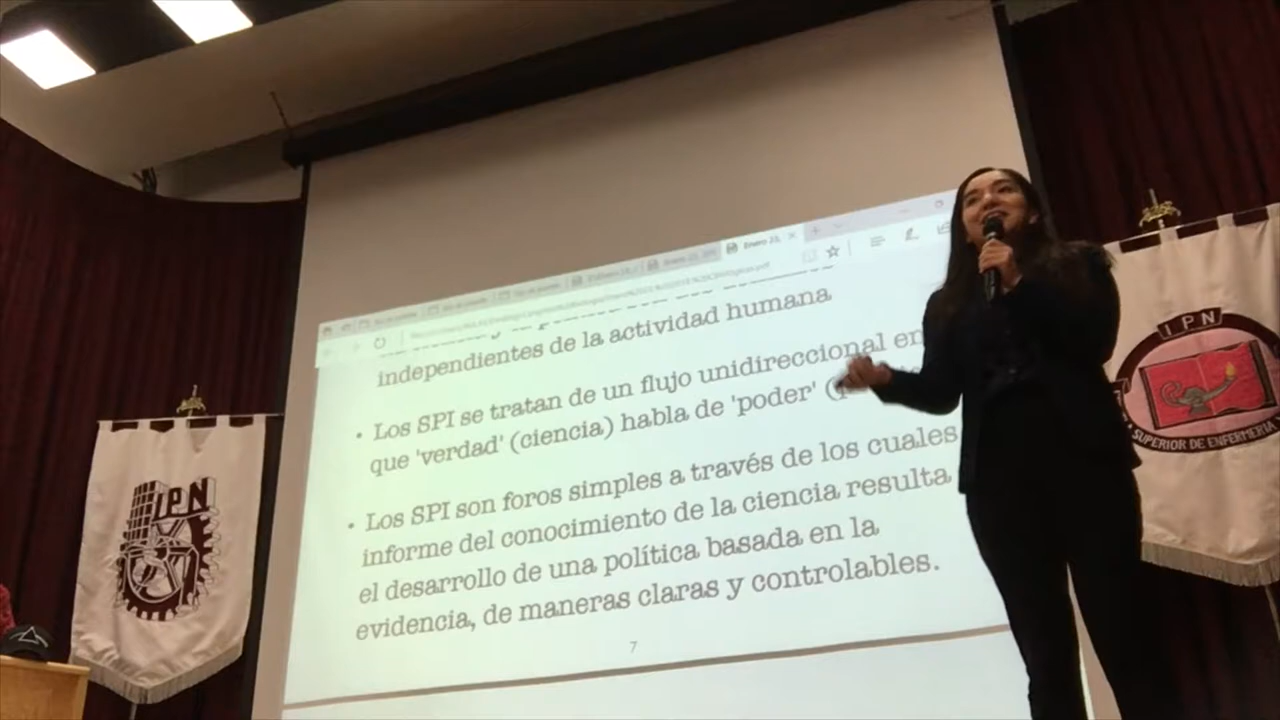 Enero 23,
independientes de la actividad humana
• Los SPI se tratan de un flujo unidireccional en
que 'verdad' (ciencia) habla de 'poder'
• Los SPI son foros simples a través de los cuales
informe del conocimiento de la ciencia resulta
el desarrollo de una política basada en la
evidencia, de maneras claras y controlables.
7
IPN
IPN
SUPERIOR DE ENFERMERIA